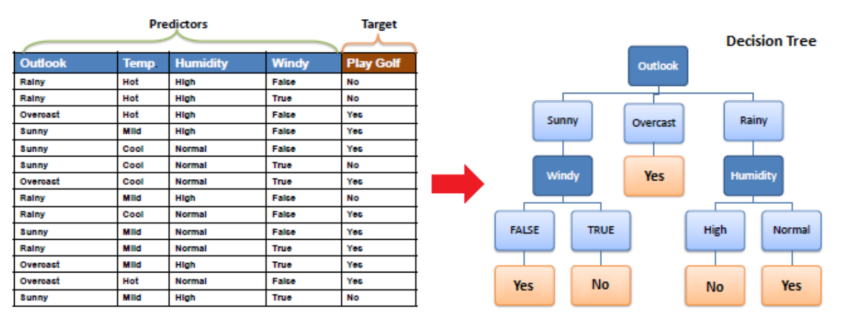 Predictors Target
Outlook Temp. Humidity Windy Play Golf
Rainy Hot High False No
Rainy Hot High True No
Overcast Hot High False Yes
Sunny Mild High False Yes
Sunny Cool Normal False Yes
Sunny Cool Normal True No
Overcast Cool Normal True Yes
Rainy Mild High False No
Rainy Cool Normal False Yes
Sunny Mild Normal False Yes
Rainy Mild Normal True Yes
Overcast Mild High True Yes
Overcast Hot Normal False Yes
Sunny Mild High True No
Decision Tree
Outlook
Sunny Overcast Rainy
Windy Yes Humidity
FALSE TRUE High Normal
Yes No No Yes